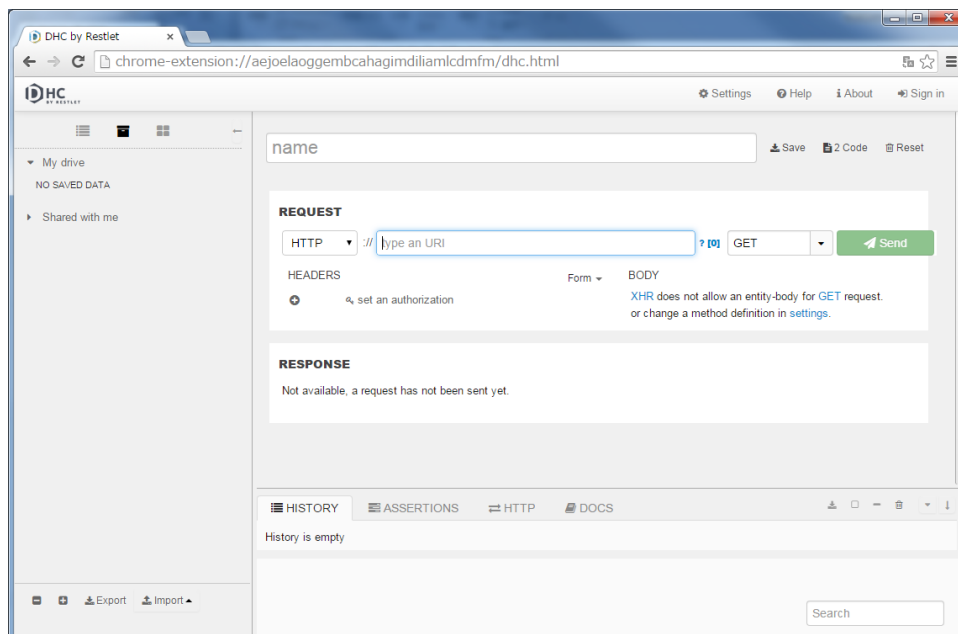 DHC by Restlet
chrome-extension://aejoelaoggembcahagimdiliamlcdmfm/dhc.html
DHC BY RESTLET
Settings Help About Sign in
My drive
NO SAVED DATA
Shared with me
name
Save 2 Code Reset
REQUEST
HTTP :// type an URI ? [0] GET Send
HEADERS Form BODY
set an authorization
XHR does not allow an entity-body for GET request.
or change a method definition in settings.
RESPONSE
Not available, a request has not been sent yet.
HISTORY ASSERTIONS HTTP DOCS
History is empty
Export Import
Search